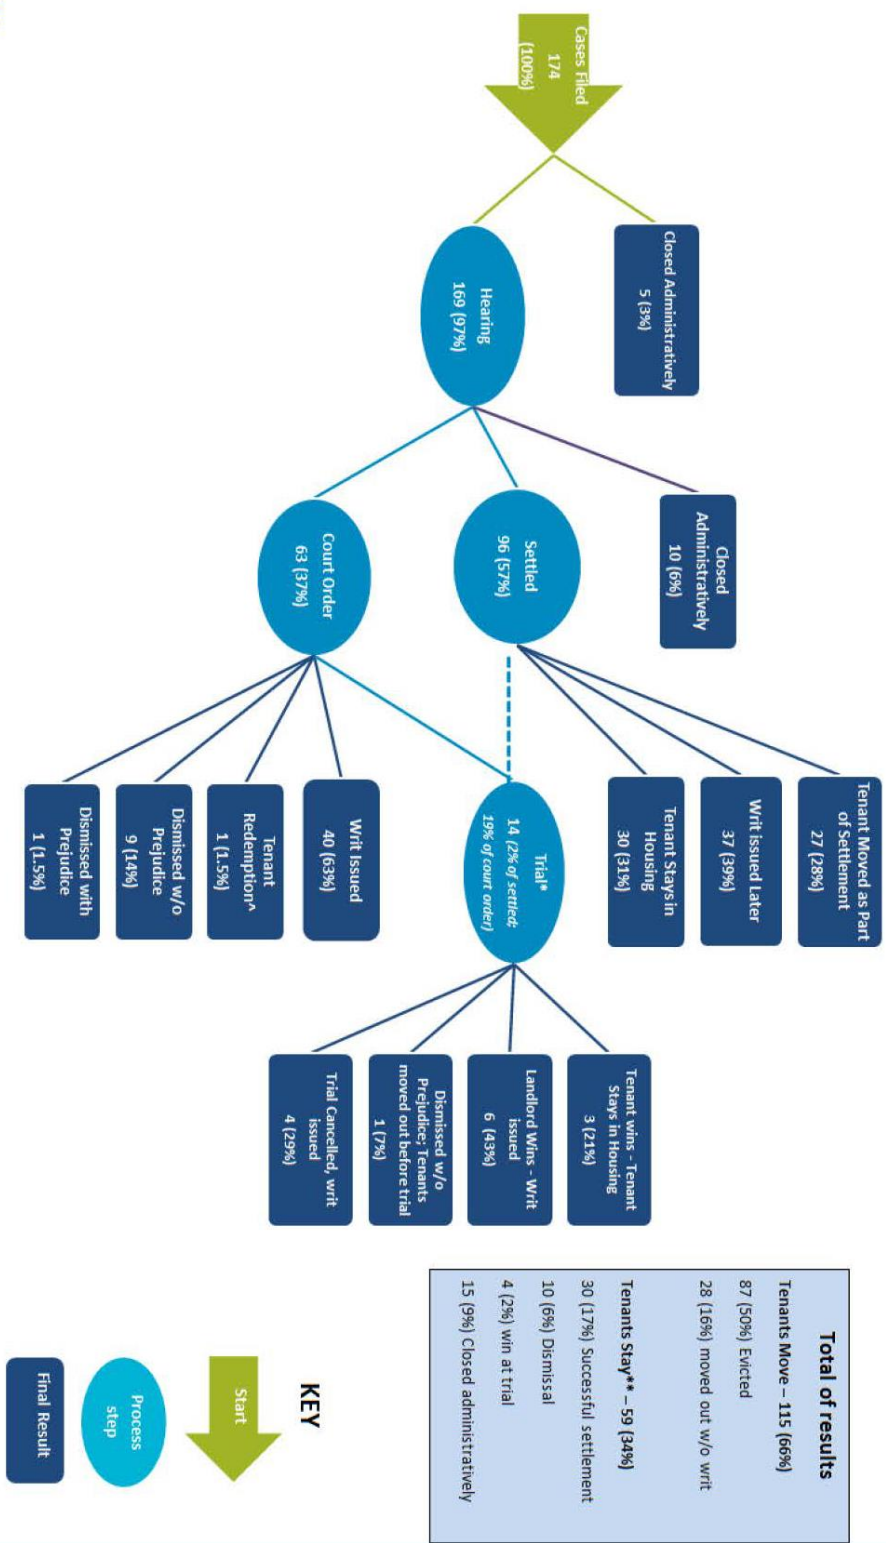 Cases Filed
174
(100%)
Closed Administratively
5 (3%)
Hearing
169 (97%)
Closed
Administratively
10 (6%)
Settled
96 (57%)
Court Order
63 (37%)
Tenant Moved as Part
of Settlement
27 (28%)
Writ issued Later
37 (39%)
Tenant Stays in
Housing
30 (31%)
Trial*
14 (2% of settled;
19% of court order)
Writ Issued
40 (63%)
Tenant
Redemption^
1 (1.5%)
Dismissed w/o
Prejudice
9 (14%)
Dismissed with
Prejudice
1 (1.5%)
Tenant wins - Tenant
Stays in Housing
3 (21%)
Landlord Wins - Writ
issued
6 (43%)
Dismissed w/o
Prejudice; Tenants
moved out before trial
1 (7%)
Trial Cancelled, writ
issued
4 (29%)
Total of results
Tenants Move – 115 (66%)
87 (50%) Evicted
28 (16%) moved out w/o writ
Tenants Stay** – 59 (34%)
30 (17%) Successful settlement
10 (6%) Dismissal
4 (2%) win at trial
15 (9%) Closed administratively
KEY
Start
Process
step
Final Result